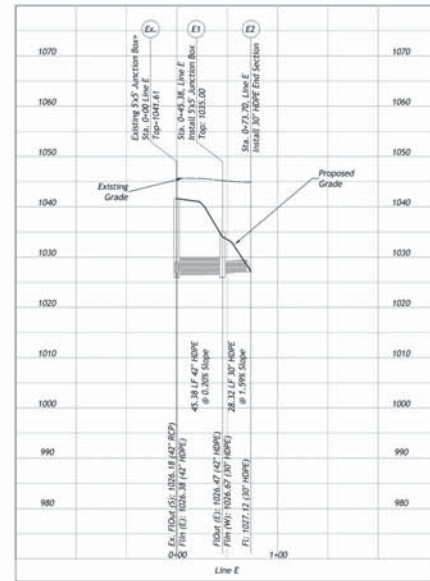 Ex.
E1
E2
Existing 5'x5' Junction Box=
Sta. 0+00 Line E
Top=1041.61
Sta. 0+45.38, Line E
Install 5'x5' Junction Box
Top: 1035.00
Sta. 0+73.70, Line E
Install 30" HDPE End Section
1070
1070
1060
1060
1050
1050
Existing
Grade
Proposed
Grade
1040
1040
1030
1030
1020
1020
1010
1010
1000
1000
990
990
980
980
45.38 LF 42" HDPE
@ 0.20% Slope
28.32 LF 30" HDPE
@ 1.59% Slope
Ex. FlOut (S): 1026.18 (42" RCP)
FlIn (E): 1026.38 (42" HDPE)
FlOut (E): 1026.47 (42" HDPE)
FlIn (W): 1026.67 (30" HDPE)
Fl: 1027.12 (30" HDPE)
0+00
1+00
Line E